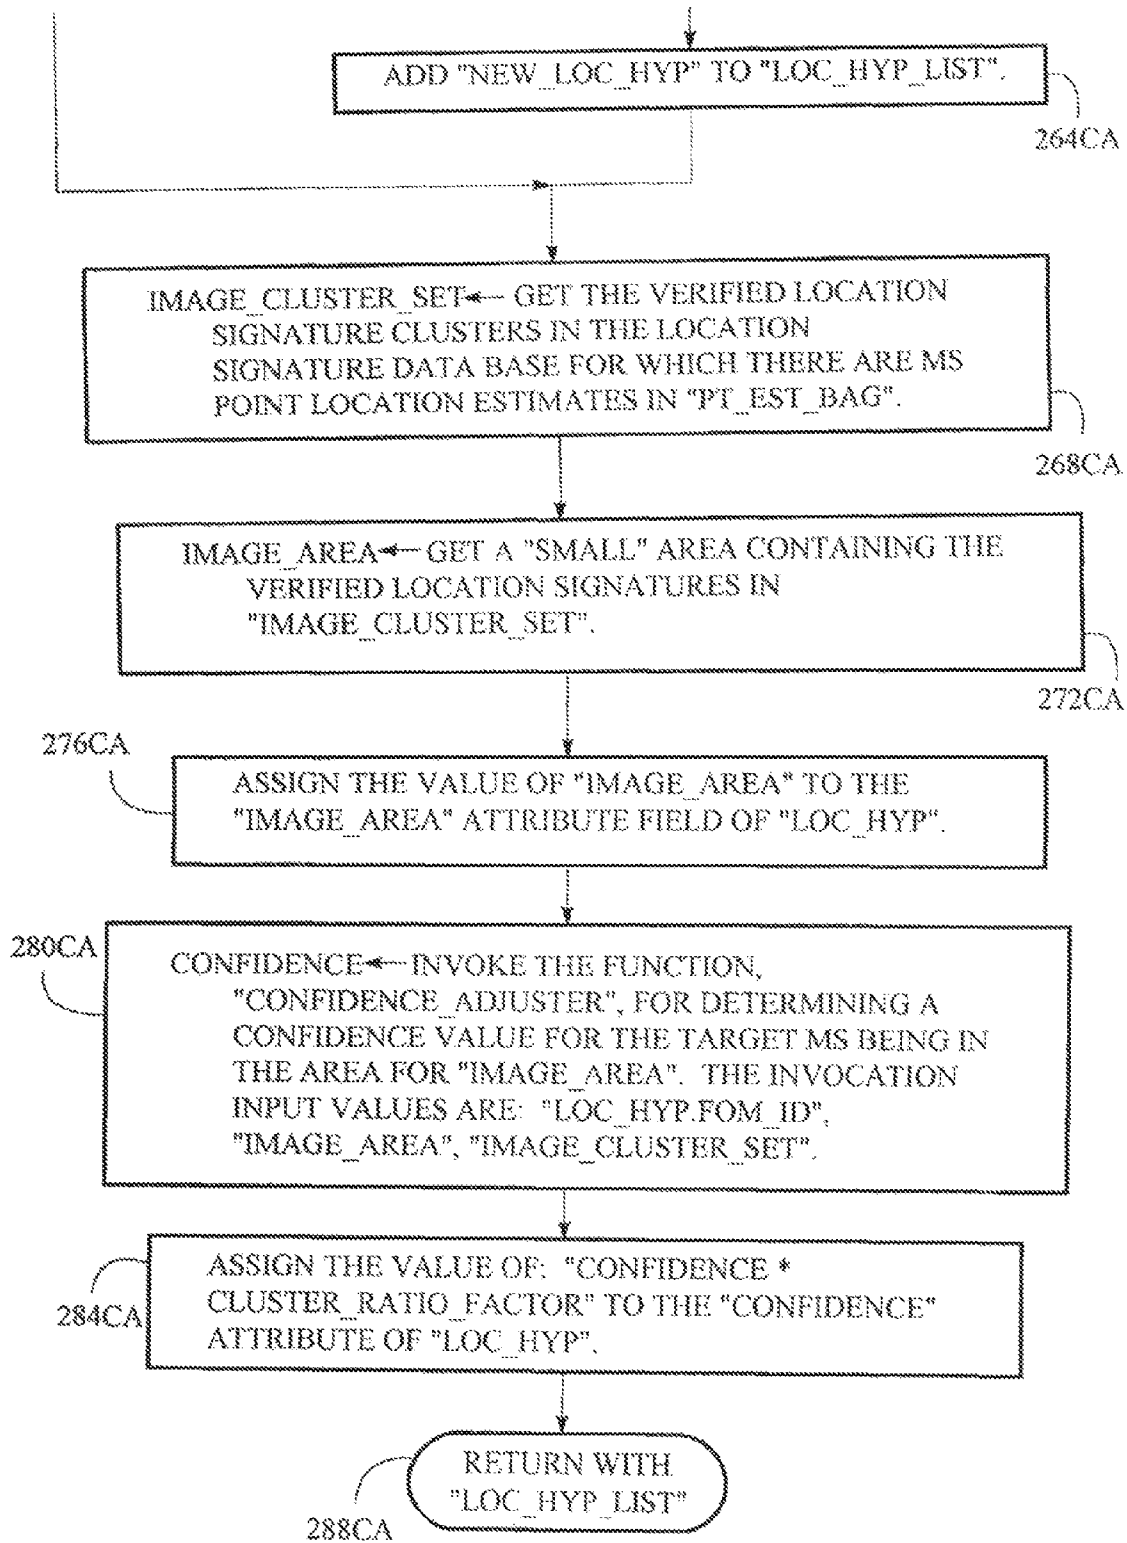 ADD "NEW_LOC_HYP" TO "LOC_HYP_LIST".
264CA
IMAGE_CLUSTER_SET← GET THE VERIFIED LOCATION
SIGNATURE CLUSTERS IN THE LOCATION
SIGNATURE DATA BASE FOR WHICH THERE ARE MS
POINT LOCATION ESTIMATES IN "PT_EST_BAG".
268CA
IMAGE_AREA← GET A "SMALL" AREA CONTAINING THE
VERIFIED LOCATION SIGNATURES IN
"IMAGE_CLUSTER_SET".
272CA
276CA
ASSIGN THE VALUE OF "IMAGE_AREA" TO THE
"IMAGE_AREA" ATTRIBUTE FIELD OF "LOC_HYP".
280CA
CONFIDENCE← INVOKE THE FUNCTION,
"CONFIDENCE_ADJUSTER", FOR DETERMINING A
CONFIDENCE VALUE FOR THE TARGET MS BEING IN
THE AREA FOR "IMAGE_AREA". THE INVOCATION
INPUT VALUES ARE: "LOC_HYP.FOM_ID",
"IMAGE_AREA", "IMAGE_CLUSTER_SET".
ASSIGN THE VALUE OF: "CONFIDENCE *
CLUSTER_RATIO_FACTOR" TO THE "CONFIDENCE"
ATTRIBUTE OF "LOC_HYP".
284CA
RETURN WITH
"LOC_HYP_LIST"
288CA